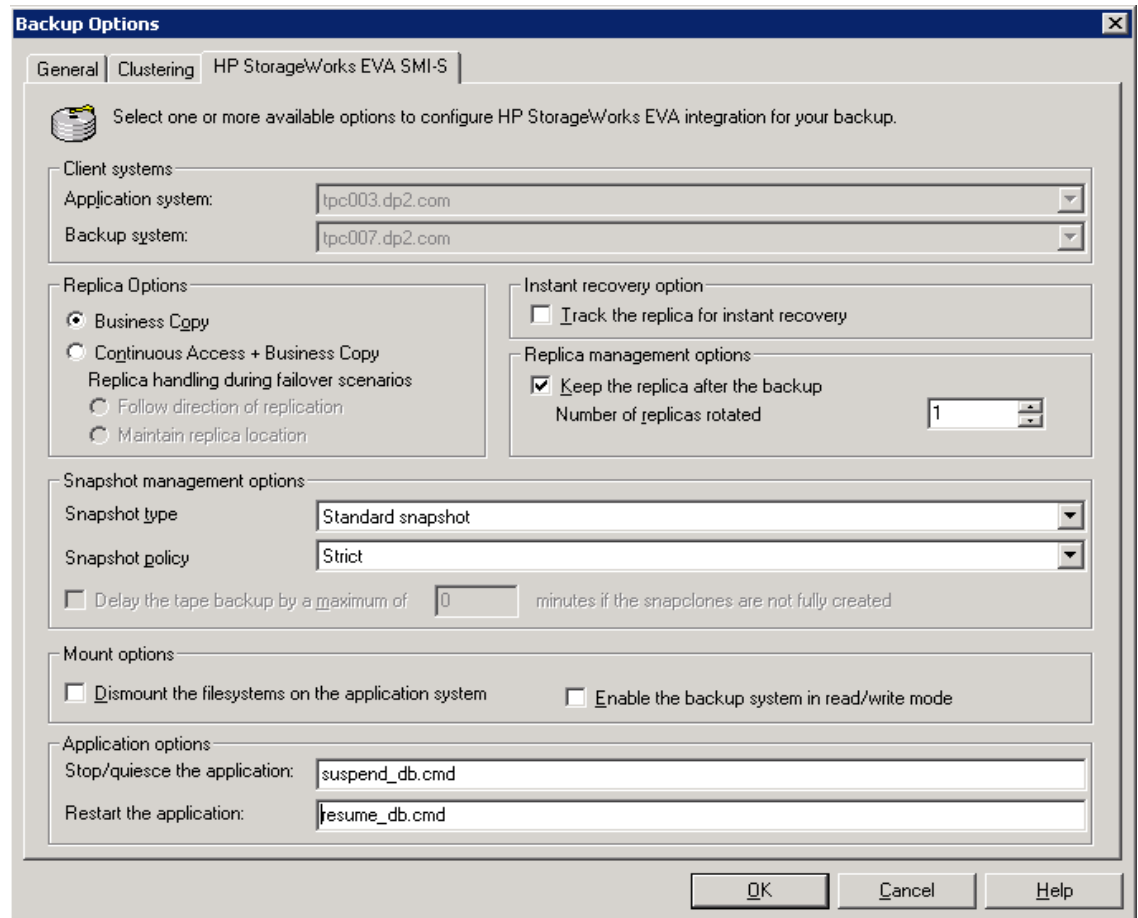 Backup Options
General Clustering HP StorageWorks EVA SMI-S
Select one or more available options to configure HP StorageWorks EVA integration for your backup.
Client systems
Application system: tpc003.dp2.com
Backup system: tpc007.dp2.com
Replica Options
Business Copy
Continuous Access + Business Copy
Replica handling during failover scenarios
Follow direction of replication
Maintain replica location
Instant recovery option
Track the replica for instant recovery
Replica management options
Keep the replica after the backup
Number of replicas rotated 1
Snapshot management options
Snapshot type Standard snapshot
Snapshot policy Strict
Delay the tape backup by a maximum of 0 minutes if the snapclones are not fully created
Mount options
Dismount the filesystems on the application system
Enable the backup system in read/write mode
Application options
Stop/quiesce the application: suspend_db.cmd
Restart the application: resume_db.cmd
OK Cancel Help